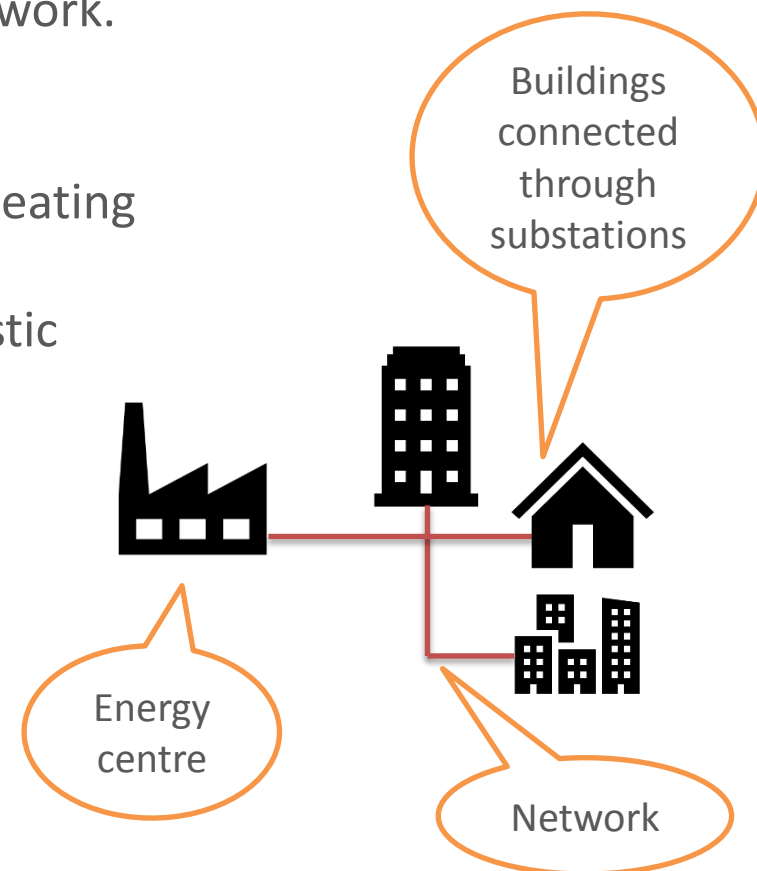 work.
Buildings
connected
through
substations
eating
stic
Energy
centre
Network